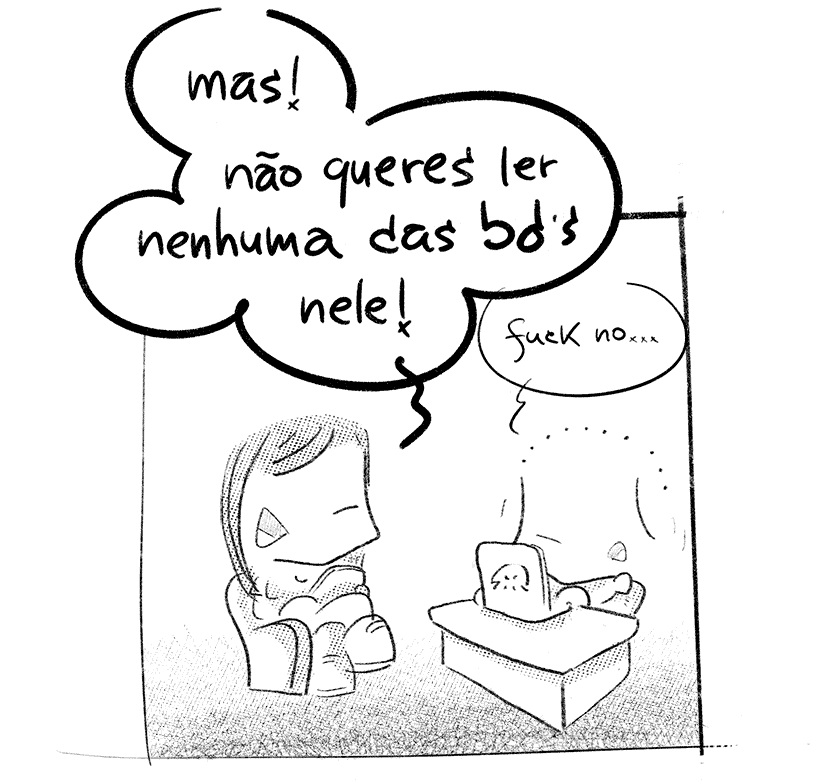 mas!
não queres ler
nenhuma das bd's
nele!
fuck no...